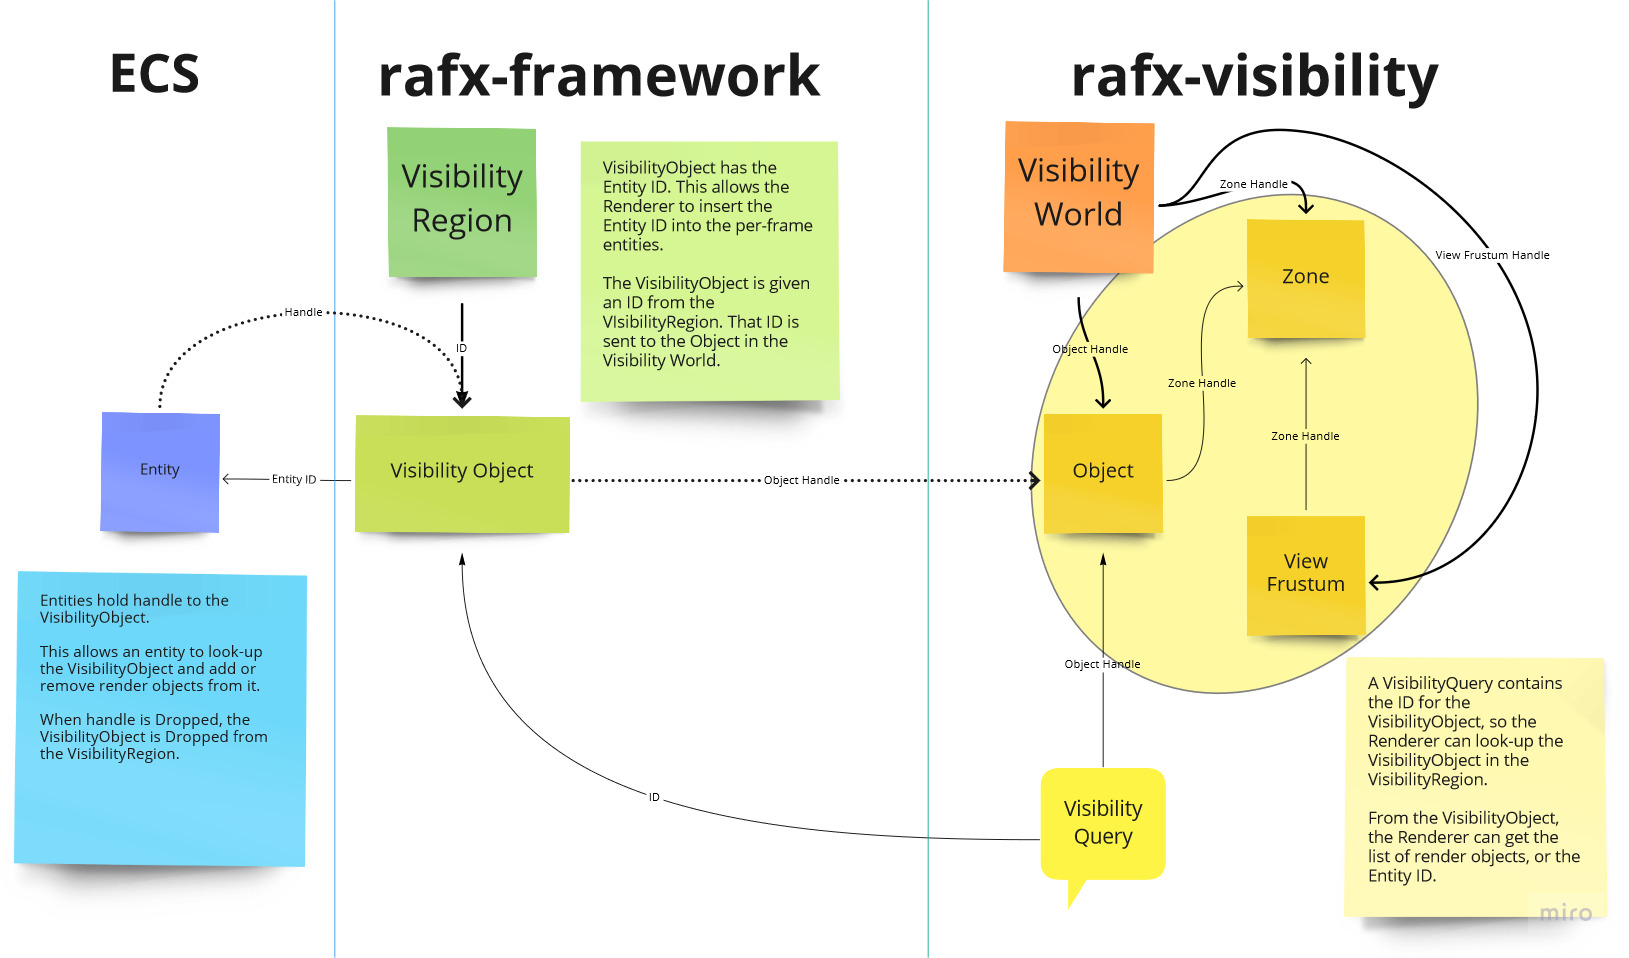 ECS
rafx-framework
rafx-visibility
Visibility
Region
VisibilityObject has the
Entity ID. This allows the
Renderer to insert the
Entity ID into the per-frame
entities.
The VisibilityObject is given
an ID from the
VIsibilityRegion. That ID is
sent to the Object in the
Visibility World.
Visibility
World
Zone Handle
Zone
View Frustum Handle
Handle
ID
Object Handle
Zone Handle
Zone Handle
Entity
Entity ID
Visibility Object
Object Handle
Object
View
Frustum
Entities hold handle to the
VisibilityObject.
This allows an entity to look-up
the VisibilityObject and add or
remove render objects from it.
When handle is Dropped, the
VisibilityObject is Dropped from
the VisibilityRegion.
Object Handle
ID
Visibility
Query
A VisibilityQuery contains
the ID for the
VisibilityObject, so the
Renderer can look-up the
VisibilityObject in the
VisibilityRegion.
From the VisibilityObject,
the Renderer can get the
list of render objects, or the
Entity ID.
miro